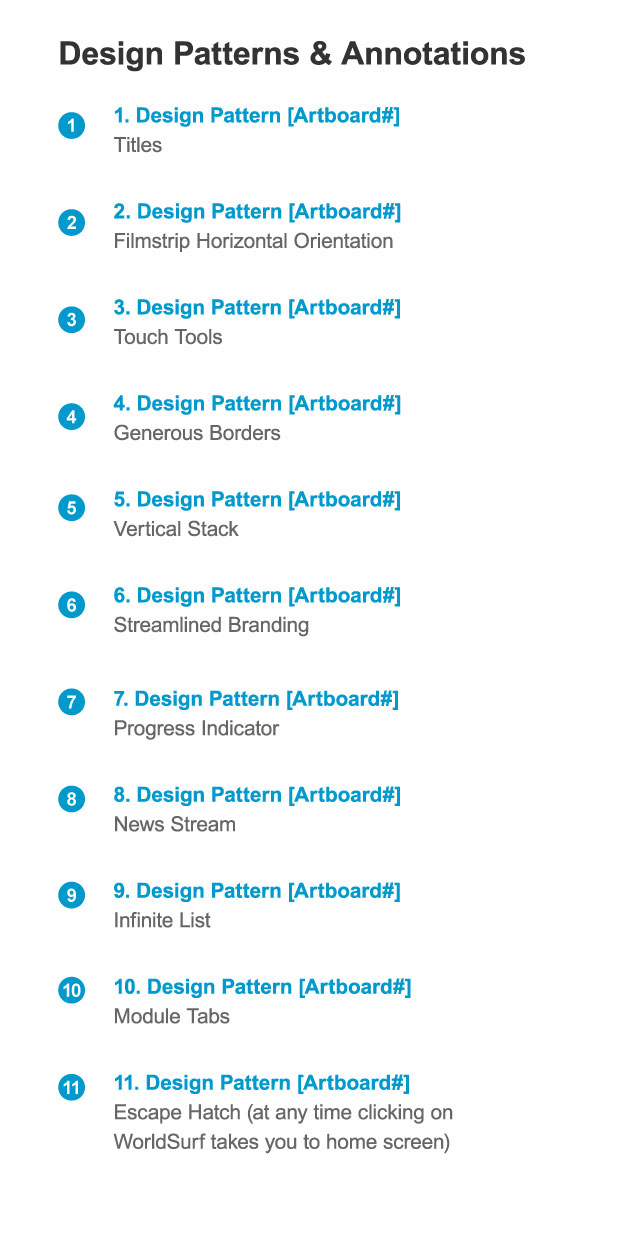 Design Patterns & Annotations
1
1. Design Pattern [Artboard#]
Titles
2
2. Design Pattern [Artboard#]
Filmstrip Horizontal Orientation
3
3. Design Pattern [Artboard#]
Touch Tools
4
4. Design Pattern [Artboard#]
Generous Borders
5
5. Design Pattern [Artboard#]
Vertical Stack
6
6. Design Pattern [Artboard#]
Streamlined Branding
7
7. Design Pattern [Artboard#]
Progress Indicator
8
8. Design Pattern [Artboard#]
News Stream
9
9. Design Pattern [Artboard#]
Infinite List
10
10. Design Pattern [Artboard#]
Module Tabs
11
11. Design Pattern [Artboard#]
Escape Hatch (at any time clicking on
WorldSurf takes you to home screen)